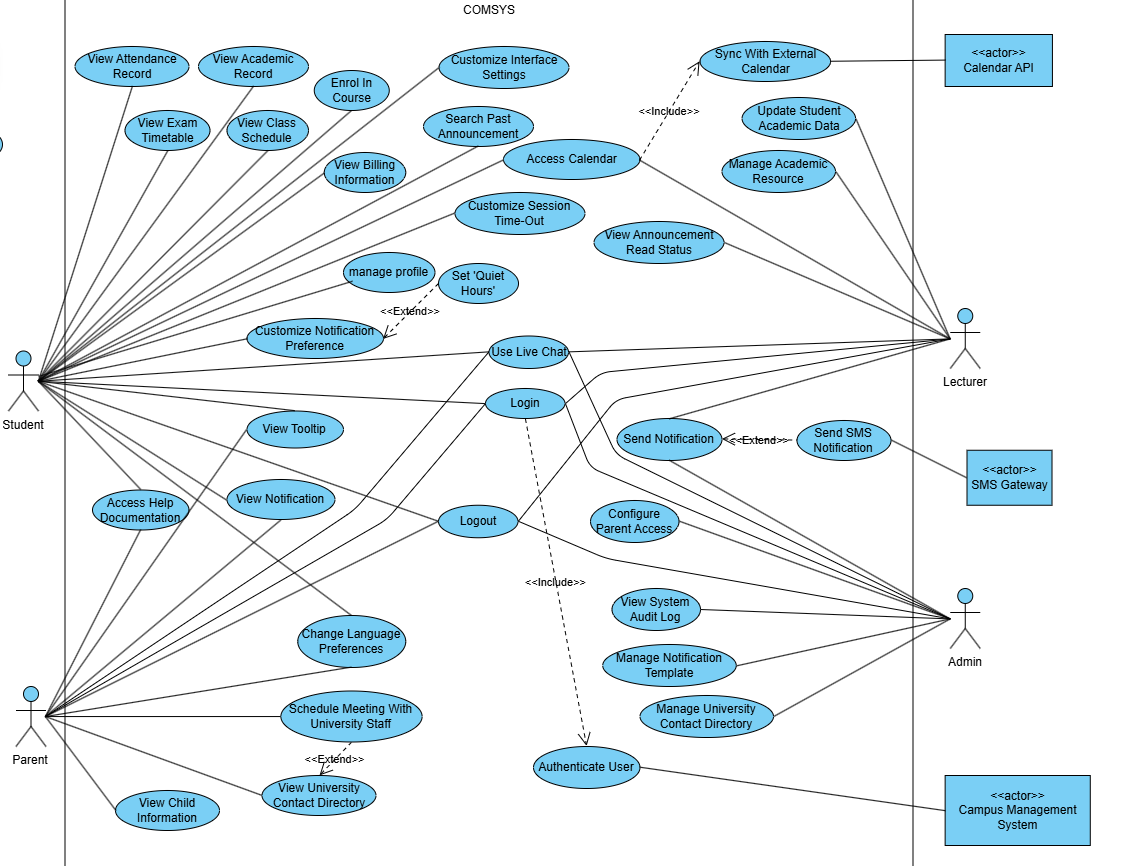 COMSYS
View Attendance
Record
View Academic
Record
Enrol In
Course
Customize Interface
Settings
Sync With External
Calendar
<<actor>>
Calendar API
<<Include>>
View Exam
Timetable
View Class
Schedule
Search Past
Announcement
Update Student
Academic Data
View Billing
Information
Access Calendar
Manage Academic
Resource
Customize Session
Time-Out
View Announcement
Read Status
manage profile
Set 'Quiet
Hours'
<<Extend>>
Customize Notification
Preference
Use Live Chat
Lecturer
Student
Login
View Tooltip
Send Notification
<<Extend>>
Send SMS
Notification
<<actor>>
SMS Gateway
Access Help
Documentation
View Notification
Logout
Configure
Parent Access
<<Include>>
View System
Audit Log
Admin
Change Language
Preferences
Manage Notification
Template
Schedule Meeting With
University Staff
Manage University
Contact Directory
Parent
<<Extend>>
Authenticate User
View University
Contact Directory
View Child
Information
<<actor>>
Campus Management
System